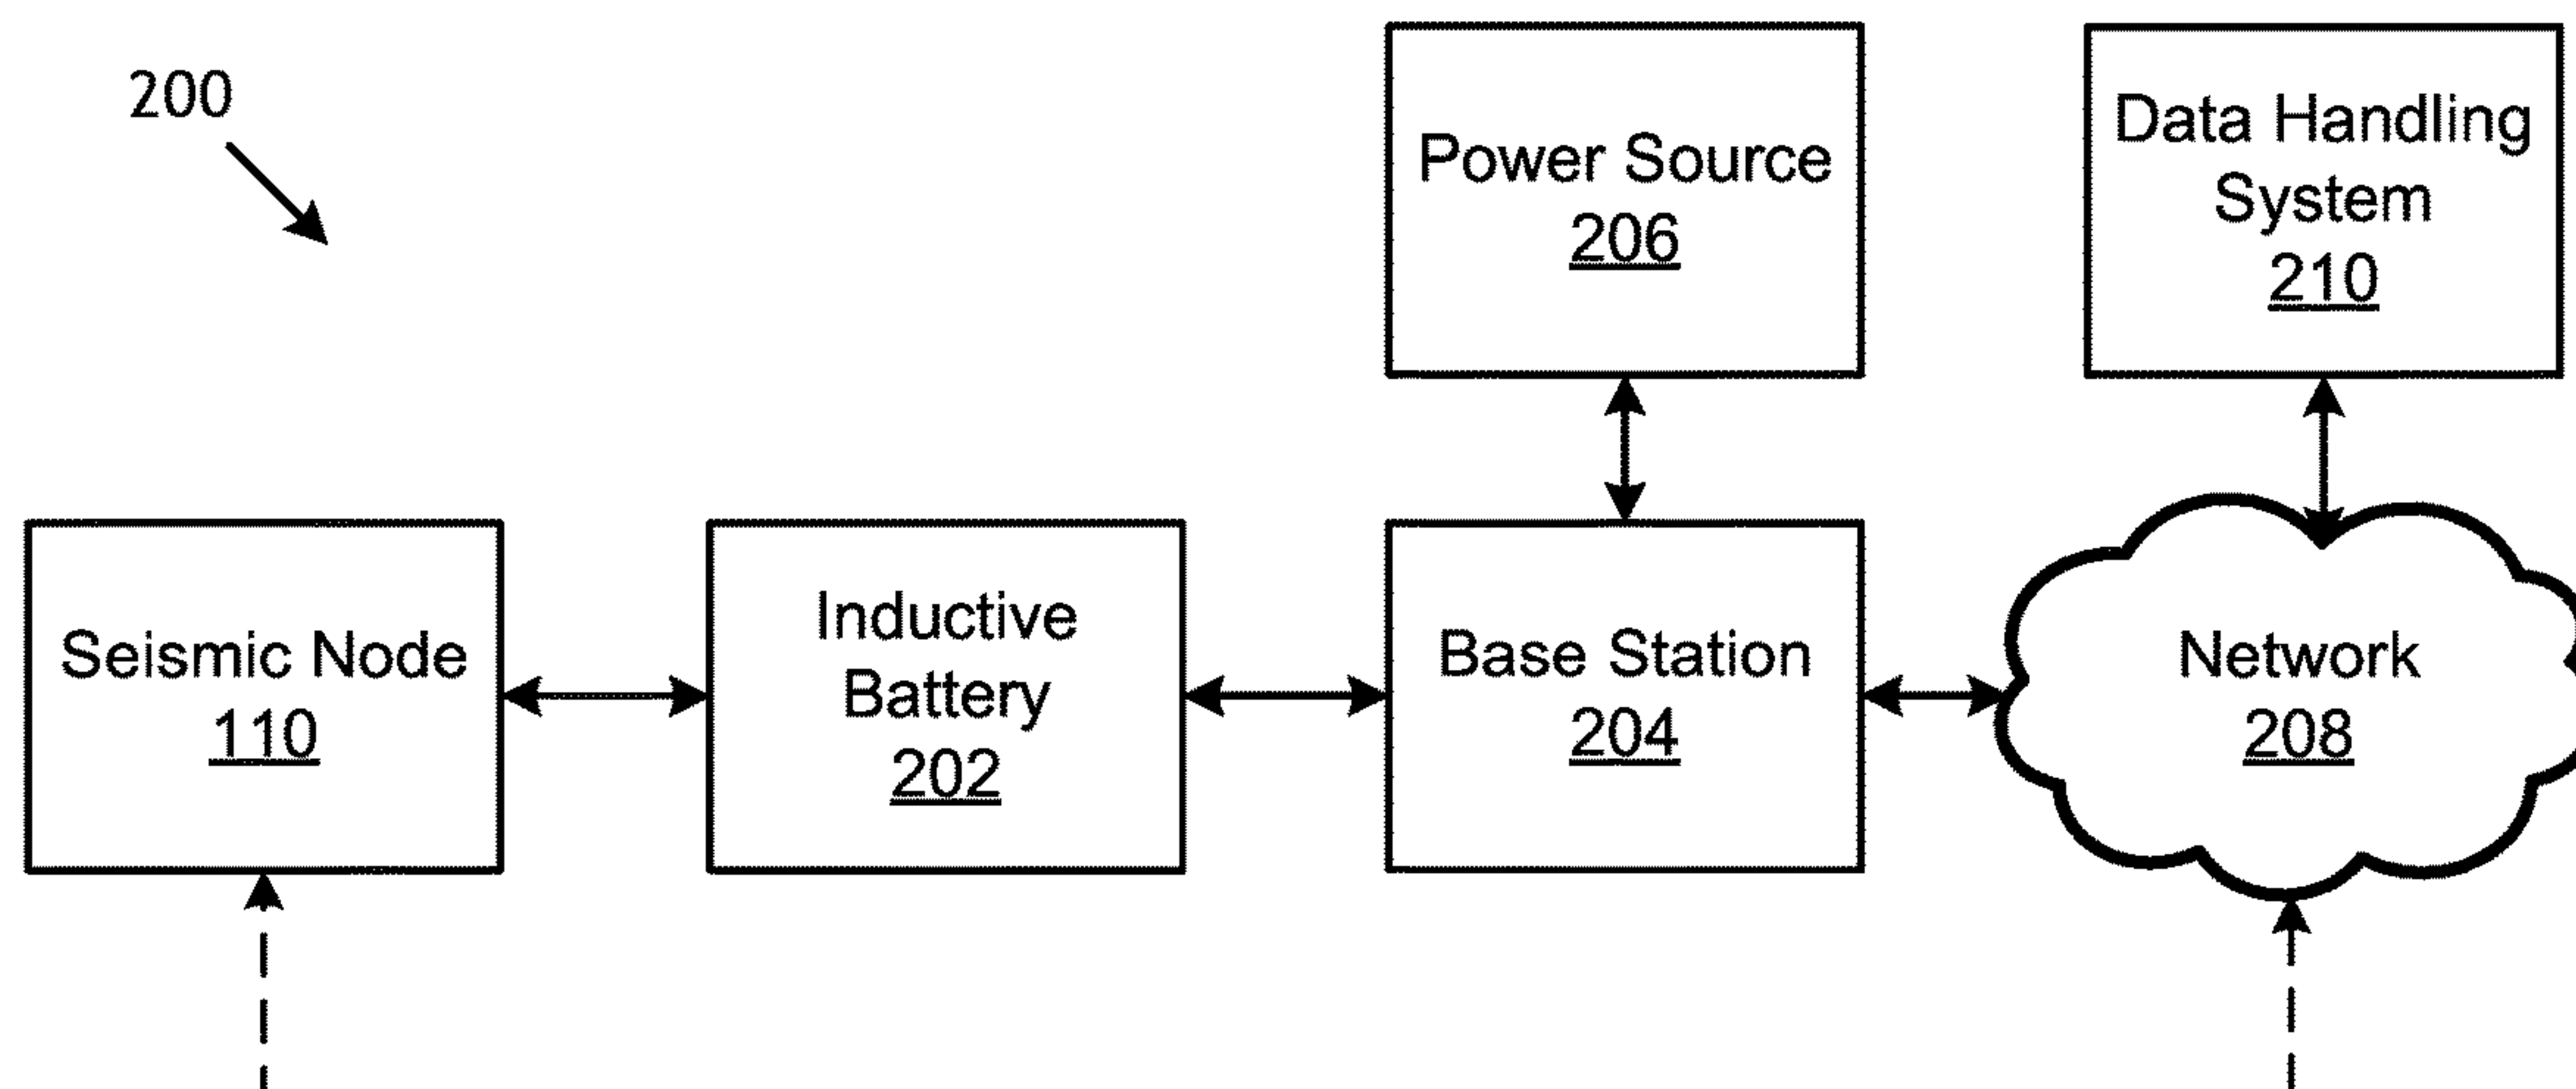 200
Power Source
206
Data Handling
System
210
Seismic Node
110
Inductive
Battery
202
Base Station
204
Network
208